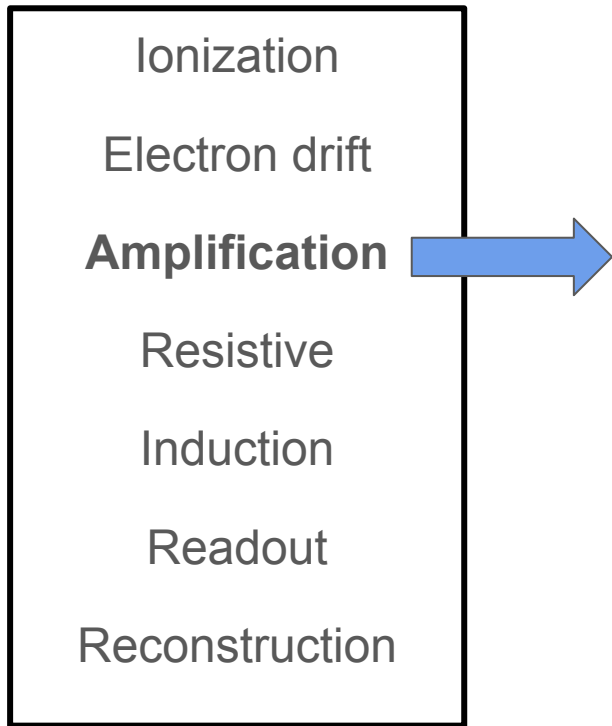 Ionization
Electron drift
Amplification
Resistive
Induction
Readout
Reconstruction